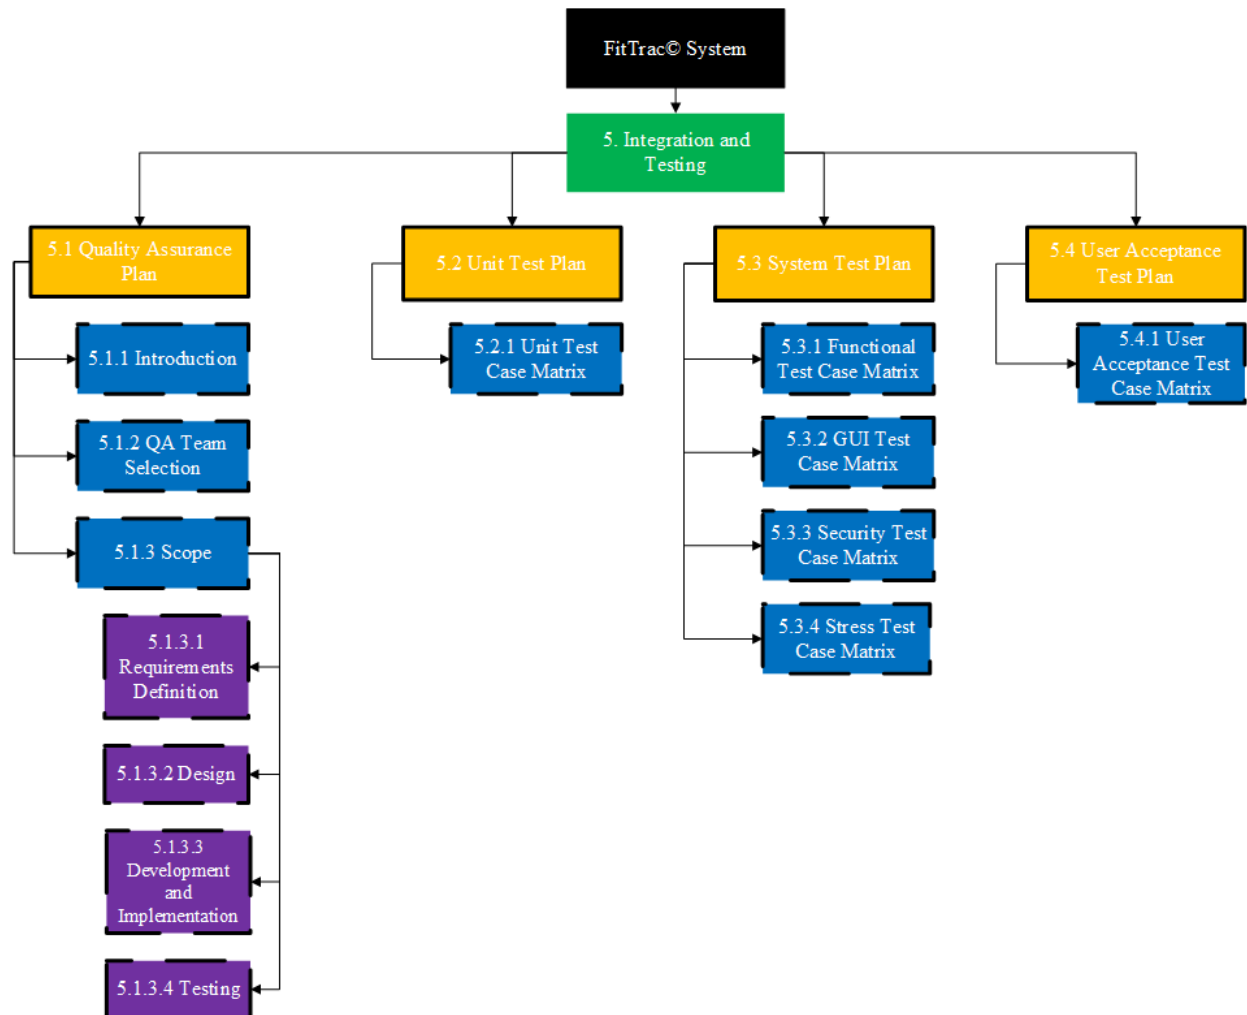 FitTrac© System
5. Integration and
Testing
5.1 Quality Assurance
Plan
5.2 Unit Test Plan
5.3 System Test Plan
5.4 User Acceptance
Test Plan
5.1.1 Introduction
5.1.2 QA Team
Selection
5.1.3 Scope
5.1.3.1
Requirements
Definition
5.1.3.2 Design
5.1.3.3
Development
and
Implementation
5.1.3.4 Testing
5.2.1 Unit Test
Case Matrix
5.3.1 Functional
Test Case Matrix
5.3.2 GUI Test
Case Matrix
5.3.3 Security Test
Case Matrix
5.3.4 Stress Test
Case Matrix
5.4.1 User
Acceptance Test
Case Matrix